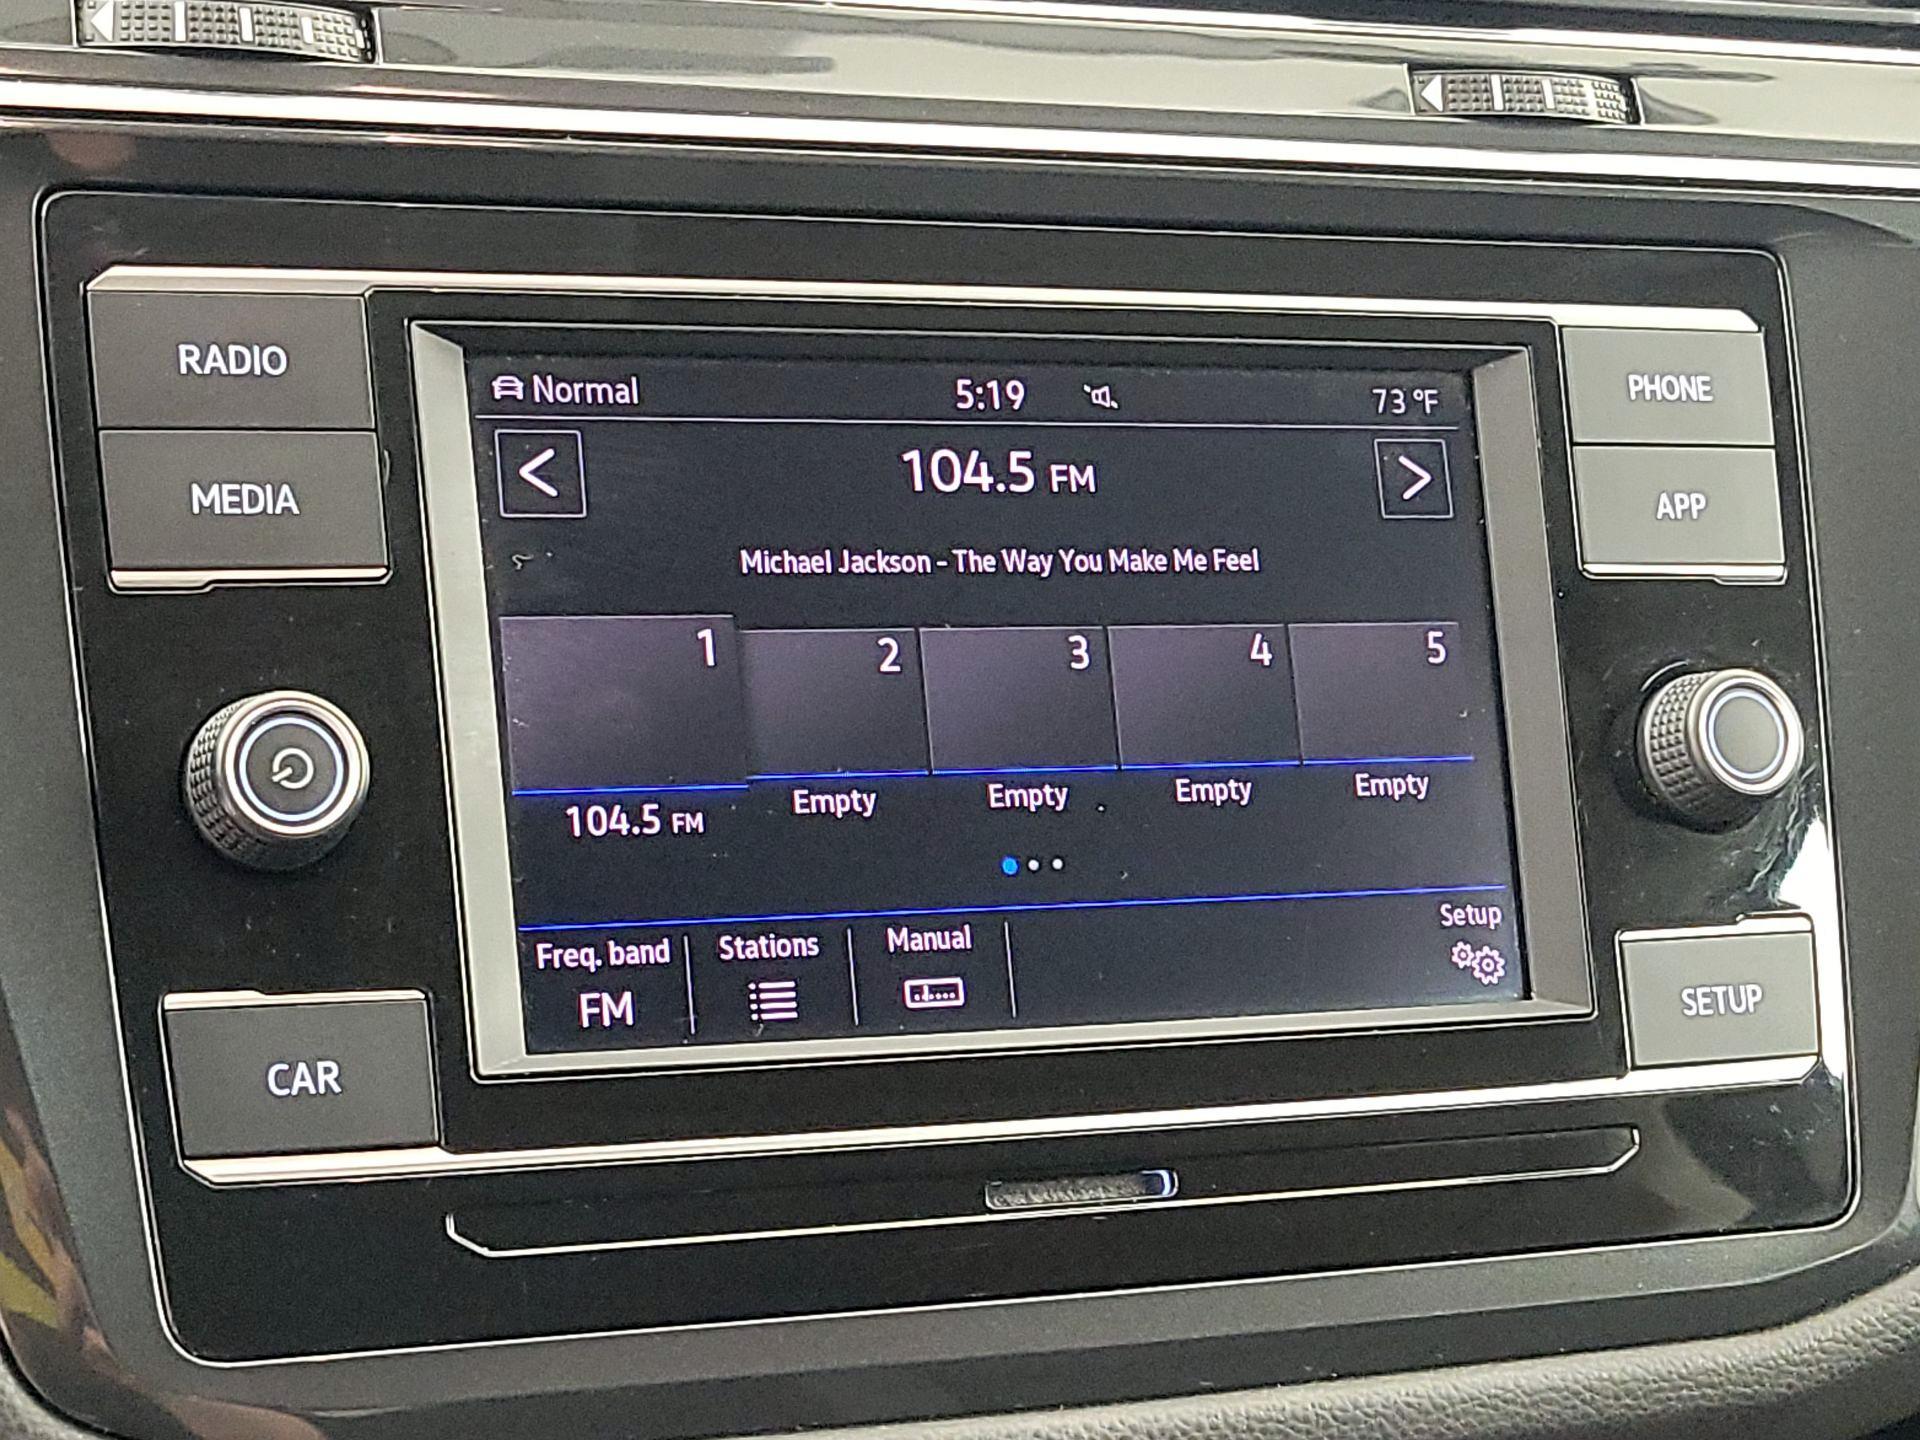 RADIO
MEDIA
CAR
Normal 5:19 73 °F
104.5 FM
Michael Jackson - The Way You Make Me Feel
1 2 3 4 5
104.5 FM Empty Empty Empty Empty
Freq. band Stations Manual Setup
FM
PHONE
APP
SETUP